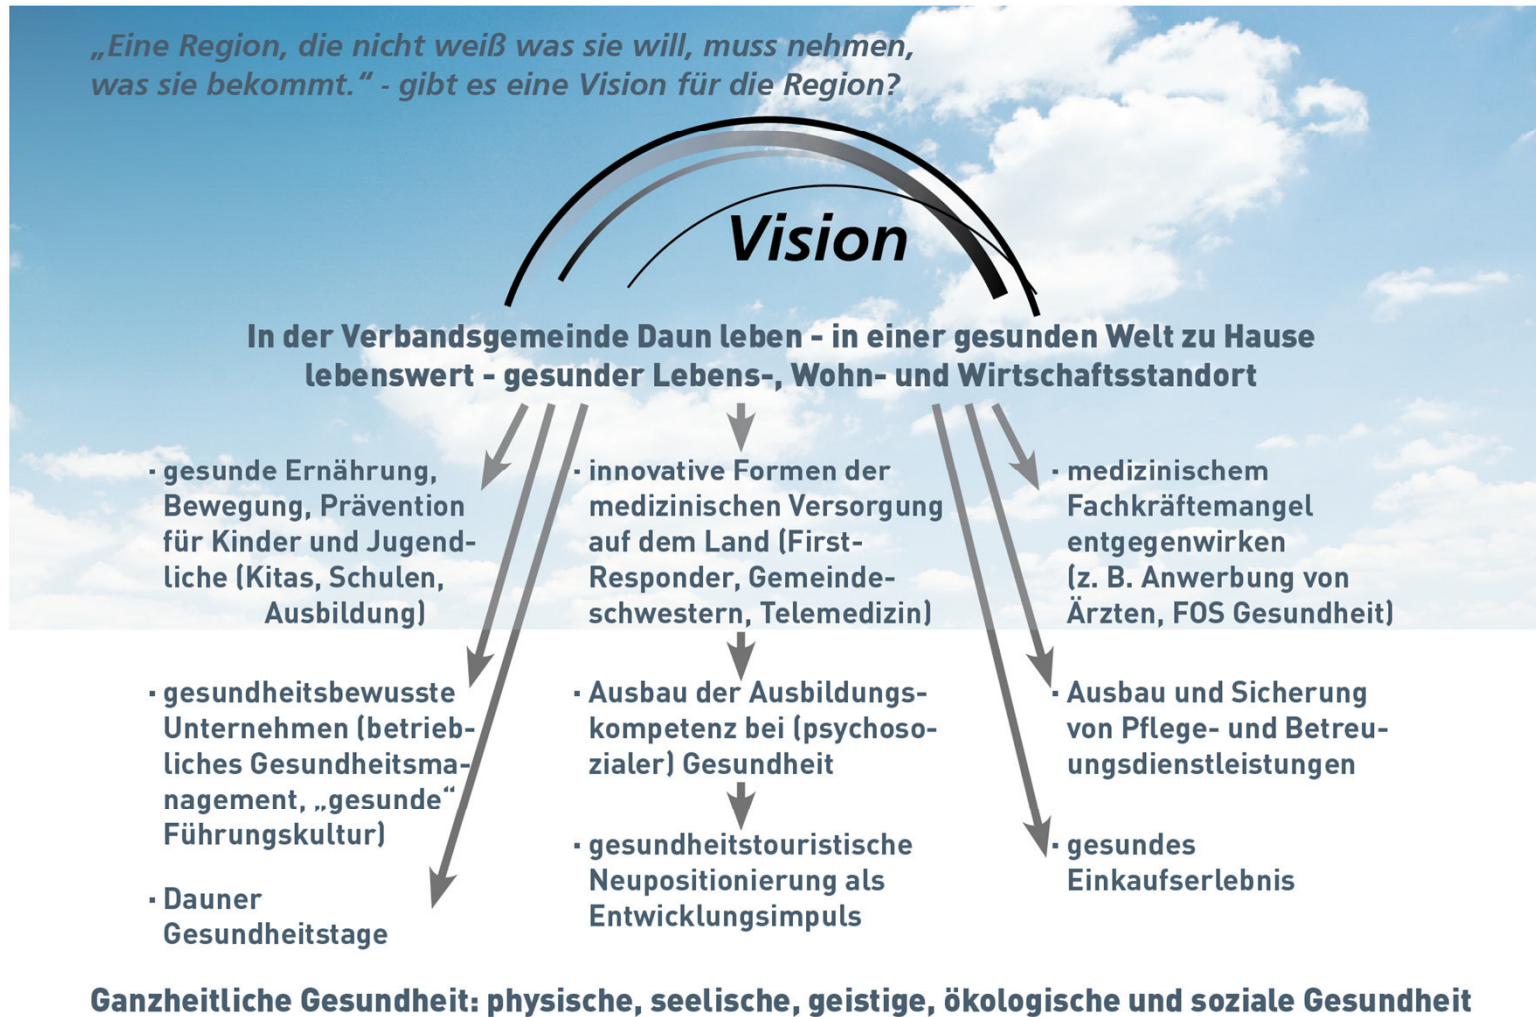 „Eine Region, die nicht weiß was sie will, muss nehmen,
was sie bekommt.“ - gibt es eine Vision für die Region?
Vision
In der Verbandsgemeinde Daun leben - in einer gesunden Welt zu Hause
lebenswert - gesunder Lebens-, Wohn- und Wirtschaftsstandort
· gesunde Ernährung,
Bewegung, Prävention
für Kinder und Jugend-
liche (Kitas, Schulen,
Ausbildung)
· gesundheitsbewusste
Unternehmen (betrieb-
liches Gesundheitsma-
nagement, „gesunde“
Führungskultur)
· Dauner
Gesundheitstage
· innovative Formen der
medizinischen Versorgung
auf dem Land (First-
Responder, Gemeinde-
schwestern, Telemedizin)
· Ausbau der Ausbildungs-
kompetenz bei (psychoso-
zialer) Gesundheit
· gesundheitstouristische
Neupositionierung als
Entwicklungsimpuls
· medizinischem
Fachkräftemangel
entgegenwirken
(z. B. Anwerbung von
Ärzten, FOS Gesundheit)
· Ausbau und Sicherung
von Pflege- und Betreu-
ungsdienstleistungen
· gesundes
Einkaufserlebnis
Ganzheitliche Gesundheit: physische, seelische, geistige, ökologische und soziale Gesundheit